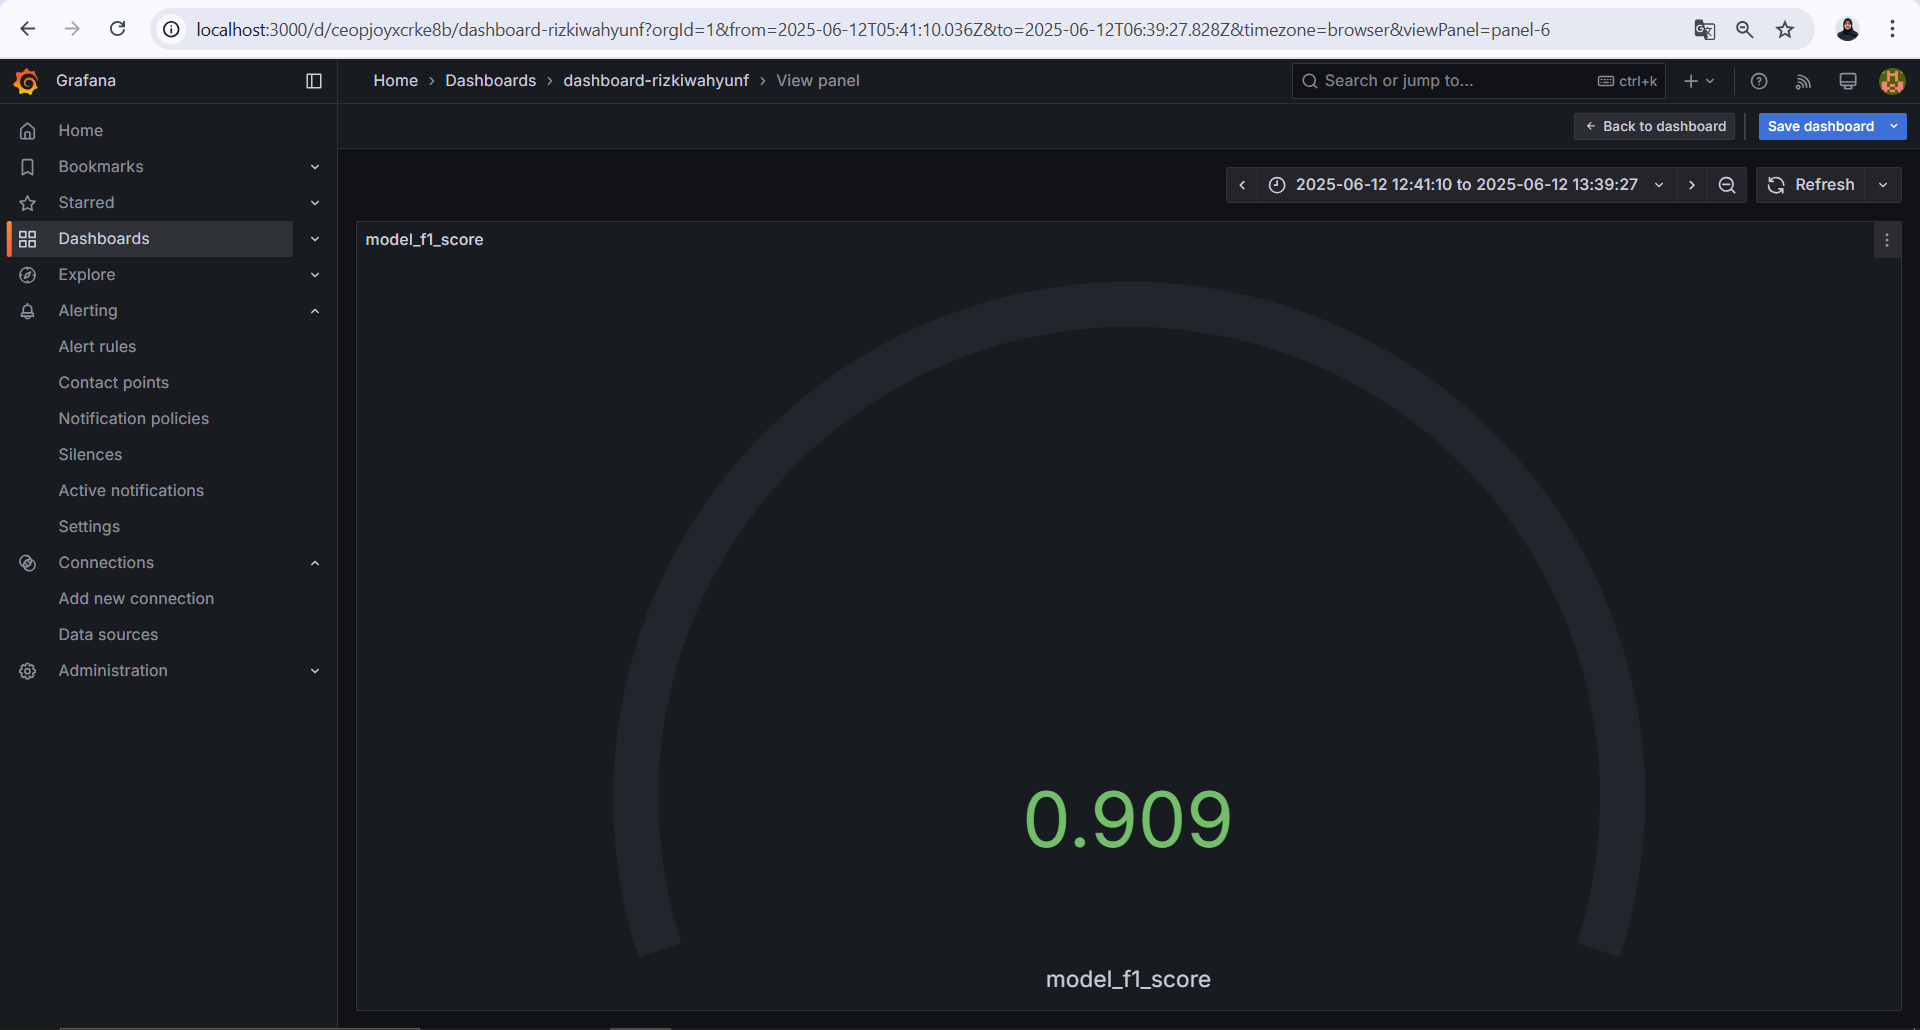 localhost:3000/d/ceopjoyxcrke8b/dashboard-rizkiwahyunf?orgId=1&from=2025-06-12T05:41:10.036Z&to=2025-06-12T06:39:27.828Z&timezone=browser&viewPanel=panel-6
Grafana
Home › Dashboards › dashboard-rizkiwahyunf › View panel
Search or jump to...
ctrl+k
Back to dashboard
Save dashboard
Home
Bookmarks
Starred
Dashboards
Explore
Alerting
Alert rules
Contact points
Notification policies
Silences
Active notifications
Settings
Connections
Add new connection
Data sources
Administration
2025-06-12 12:41:10 to 2025-06-12 13:39:27
Refresh
model_f1_score
0.909
model_f1_score